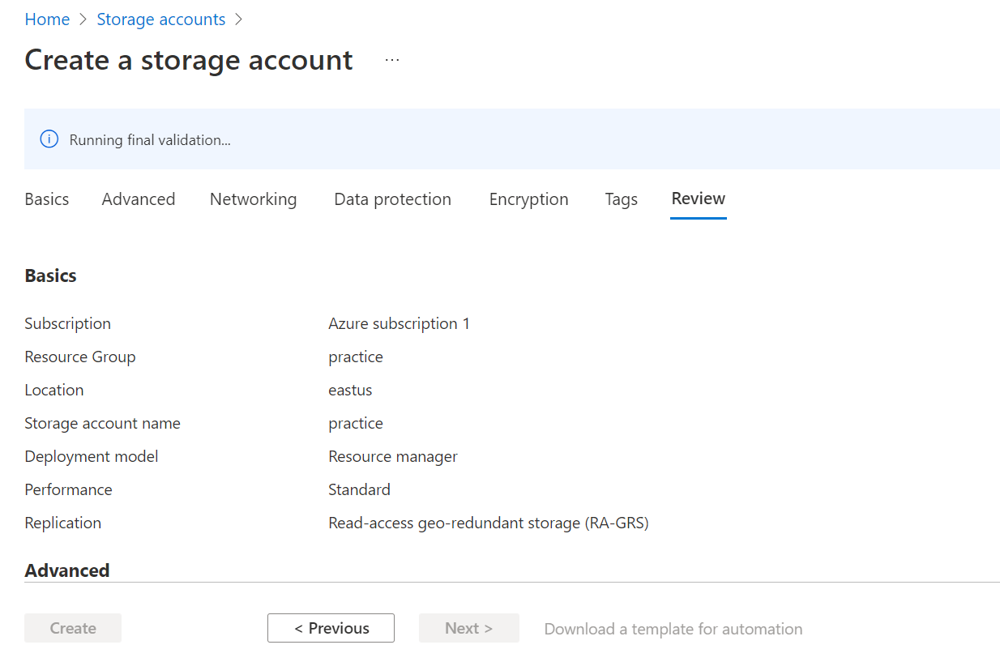 Home > Storage accounts >
Create a storage account ...
Running final validation...
Basics Advanced Networking Data protection Encryption Tags Review
Basics
Subscription Azure subscription 1
Resource Group practice
Location eastus
Storage account name practice
Deployment model Resource manager
Performance Standard
Replication Read-access geo-redundant storage (RA-GRS)
Advanced
Create < Previous Next > Download a template for automation